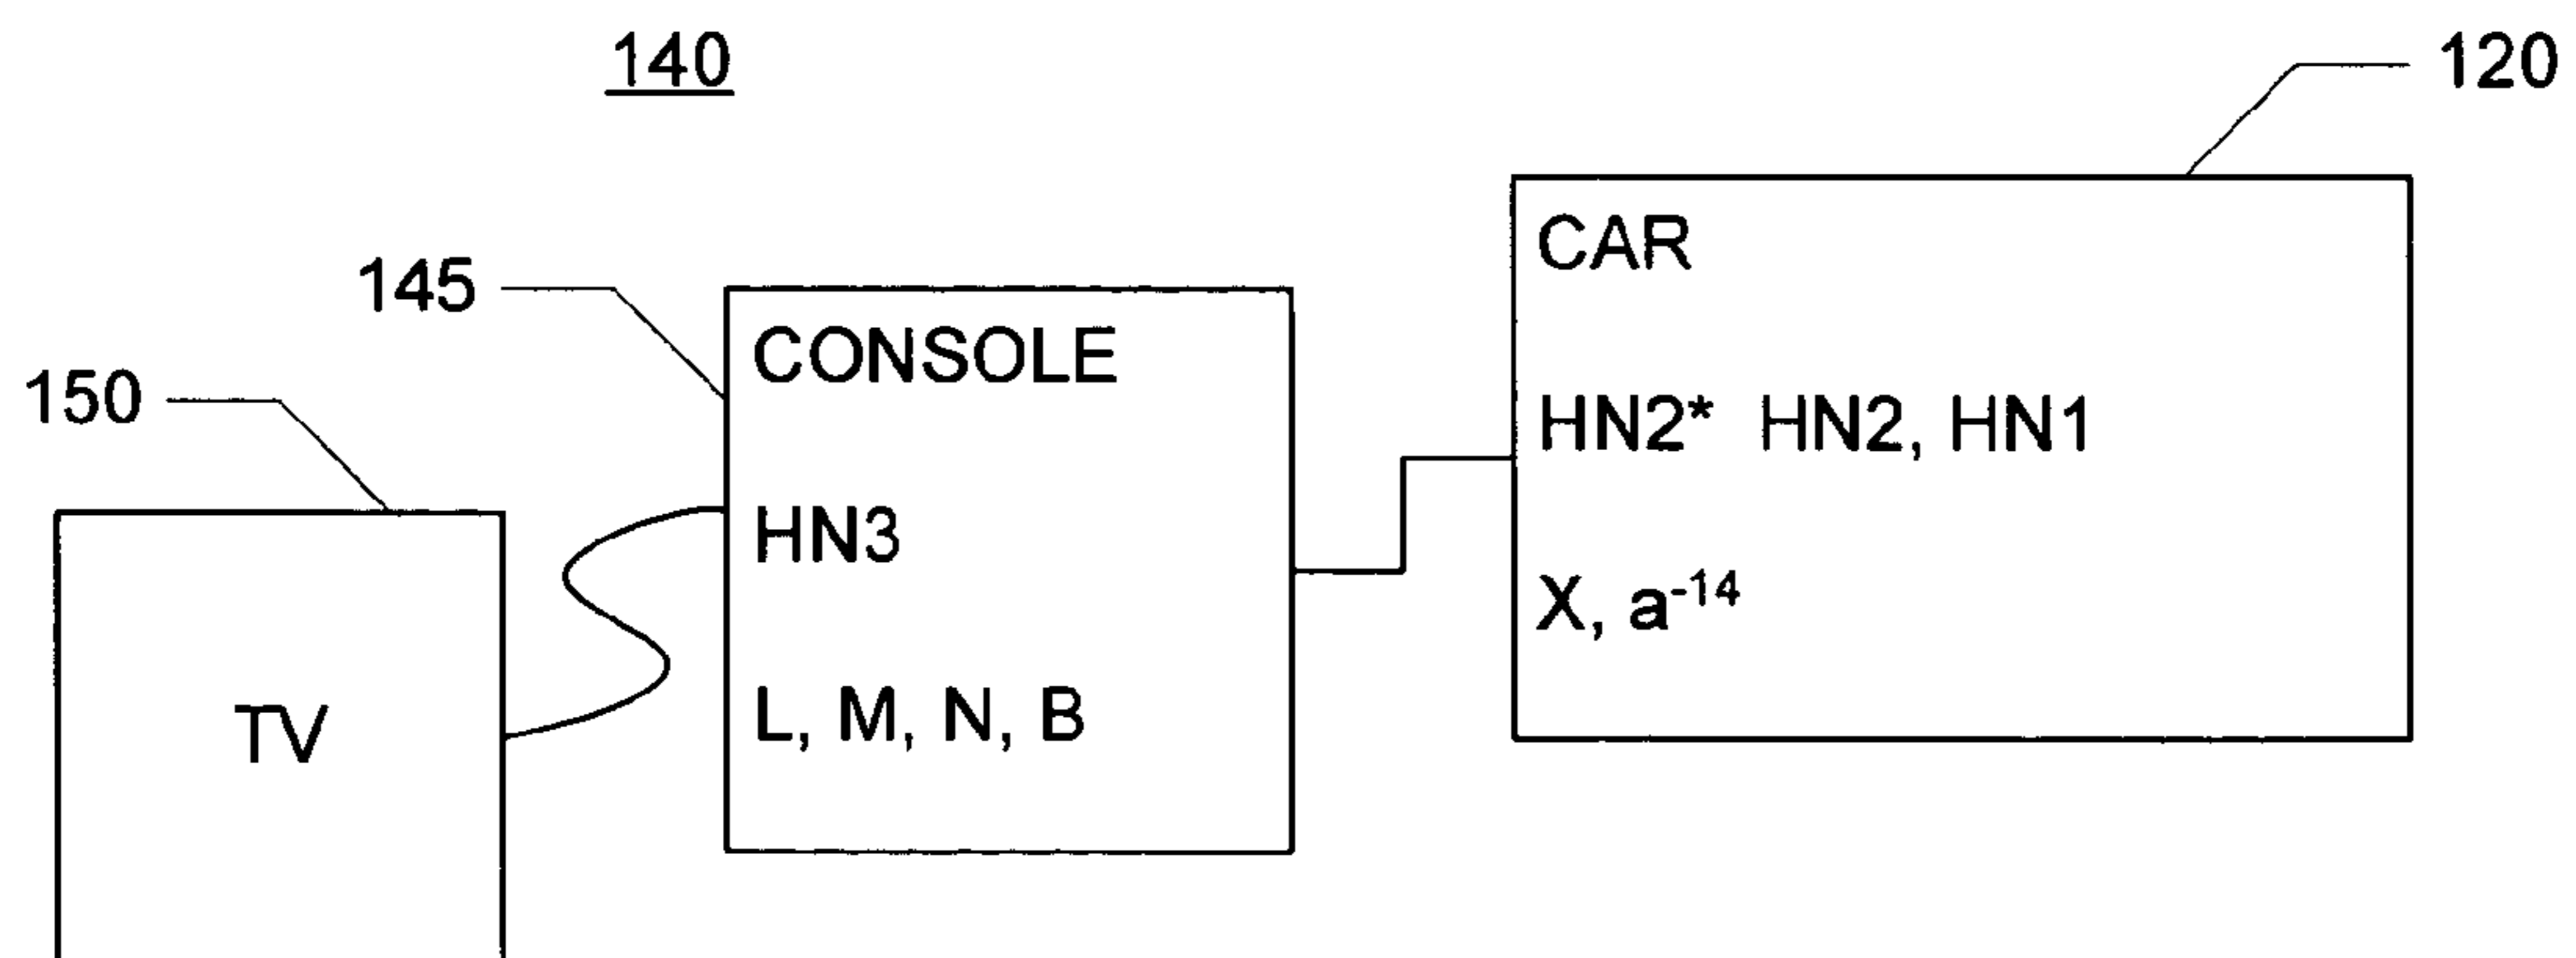 140
120
CAR
145
CONSOLE
150
HN2* HN2, HN1
HN3
X, a⁻¹⁴
L, M, N, B
TV